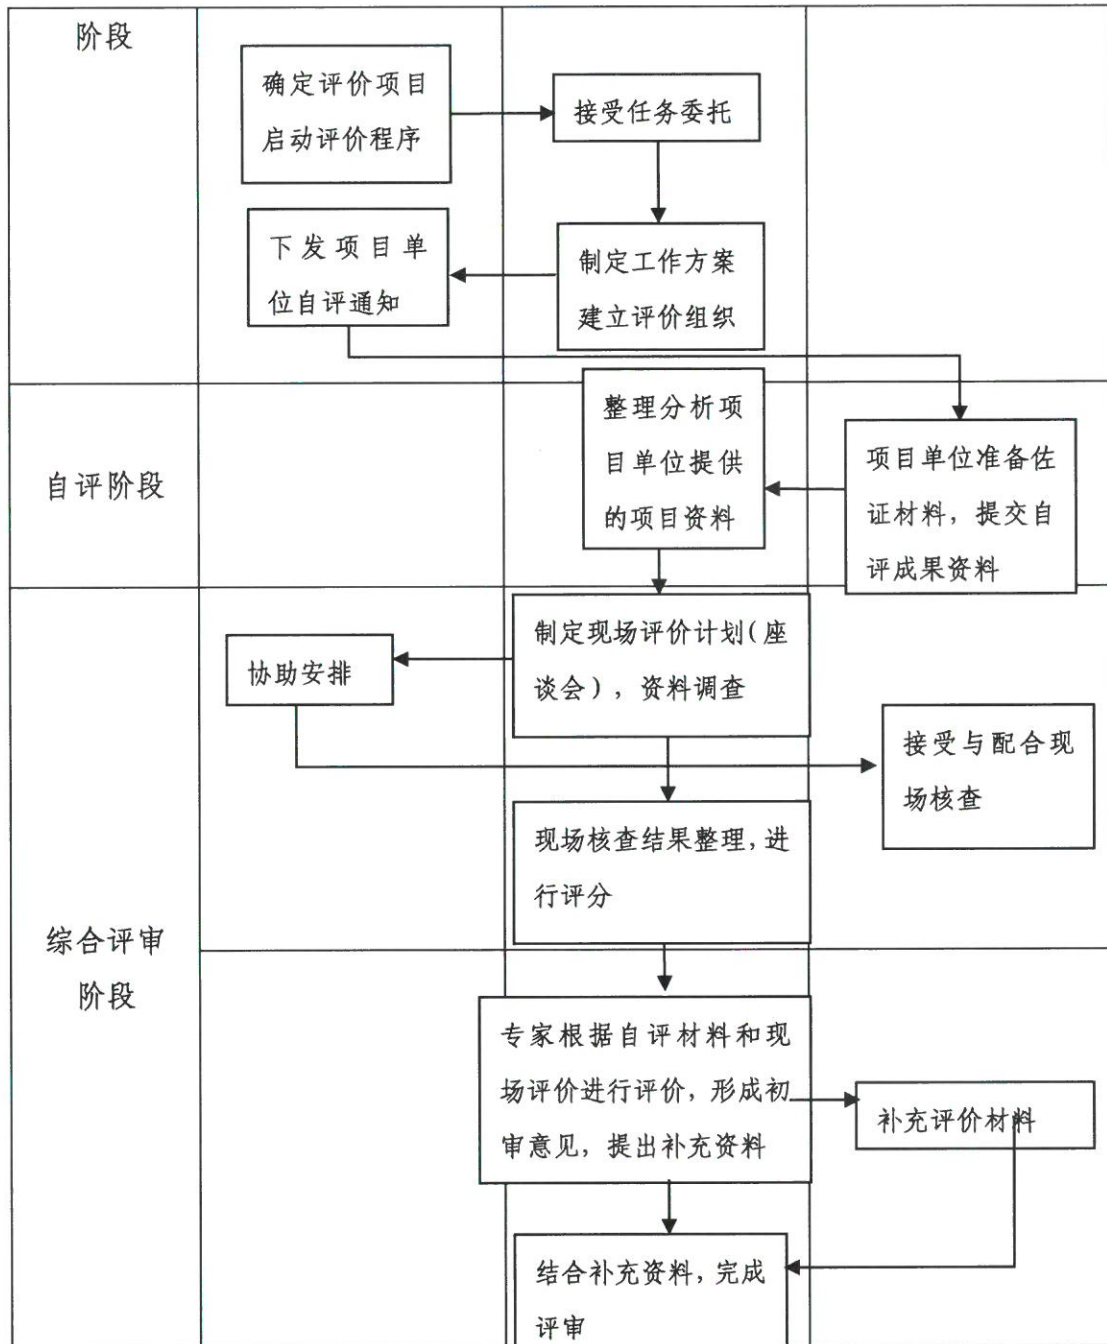 阶段
确定评价项目
启动评价程序
接受任务委托
下发项目单
位自评通知
制定工作方案
建立评价组织
自评阶段
整理分析项
目单位提供
的项目资料
项目单位准备佐
证材料，提交自
评成果资料
制定现场评价计划（座
谈会），资料调查
协助安排
接受与配合现
场核查
现场核查结果整理，进
行评分
综合评审
阶段
专家根据自评材料和现
场评价进行评价，形成初
审意见，提出补充资料
补充评价材料
结合补充资料，完成
评审